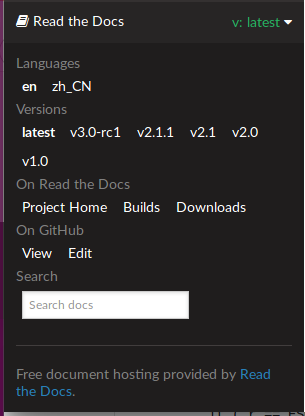 Read the Docs v: latest
Languages
en zh_CN
Versions
latest v3.0-rc1 v2.1.1 v2.1 v2.0
v1.0
On Read the Docs
Project Home Builds Downloads
On GitHub
View Edit
Search
Search docs
Free document hosting provided by Read
the Docs.